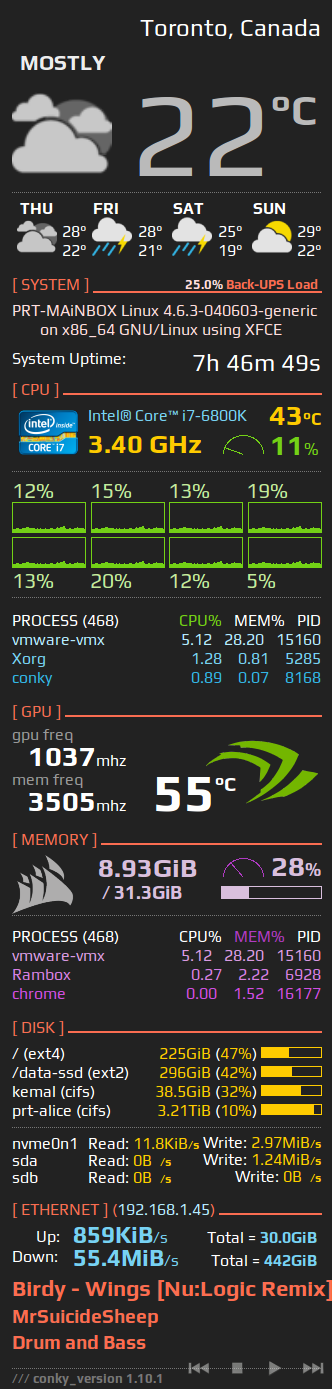 Toronto, Canada
MOSTLY
22°C
THU FRI SAT SUN
28° 28° 25° 29°
22° 21° 19° 22°
[ SYSTEM ] 25.0% Back-UPS Load
PRT-MAiNBOX Linux 4.6.3-040603-generic
on x86_64 GNU/Linux using XFCE
System Uptime: 7h 46m 49s
[ CPU ]
intel inside™ CORE i7
Intel® Core™ i7-6800K 43°C
3.40 GHz 11%
12% 15% 13% 19%
13% 20% 12% 5%
PROCESS (468) CPU% MEM% PID
vmware-vmx 5.12 28.20 15160
Xorg 1.28 0.81 5285
conky 0.89 0.07 8168
[ GPU ]
gpu freq
1037mhz
mem freq
3505mhz
55°C
[ MEMORY ]
8.93GiB 28%
/ 31.3GiB
PROCESS (468) CPU% MEM% PID
vmware-vmx 5.12 28.20 15160
Rambox 0.27 2.22 6928
chrome 0.00 1.52 16177
[ DISK ]
/ (ext4) 225GiB (47%)
/data-ssd (ext2) 296GiB (42%)
kemal (cifs) 38.5GiB (32%)
prt-alice (cifs) 3.21TiB (10%)
nvme0n1 Read: 11.8KiB/s Write: 2.97MiB/s
sda Read: 0B /s Write: 1.24MiB/s
sdb Read: 0B /s Write: 0B /s
[ ETHERNET ] (192.168.1.45)
Up: 859KiB/s Total = 30.0GiB
Down: 55.4MiB/s Total = 442GiB
Birdy - Wings [Nu:Logic Remix]
MrSuicideSheep
Drum and Bass
/// conky_version 1.10.1